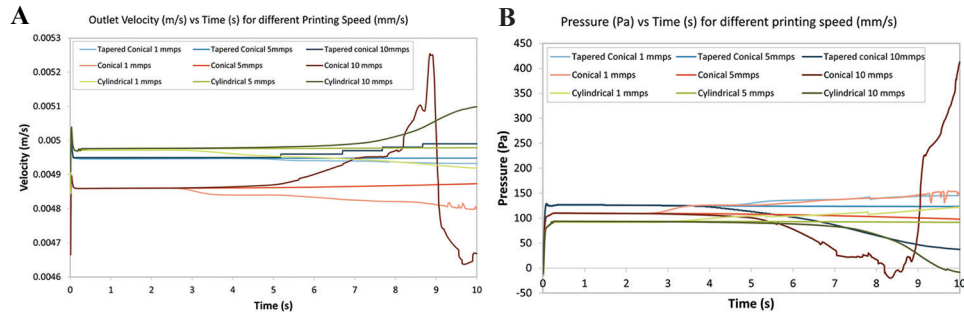 A
Outlet Velocity (m/s) vs Time (s) for different Printing Speed (mm/s)
0.0053
0.0052
0.0051
0.005
0.0049
0.0048
0.0047
0.0046
Velocity (m/s)
Tapered Conical 1 mmps
Tapered Conical 5mmps
Tapered conical 10mmps
Conical 1 mmps
Conical 5mmps
Conical 10 mmps
Cylindrical 1 mmps
Cylindrical 5 mmps
Cylindrical 10 mmps
0 1 2 3 4 5 6 7 8 9 10
Time (s)
B
Pressure (Pa) vs Time (s) for different printing speed (mm/s)
450
400
350
300
250
200
150
100
50
0
-50
Pressure (Pa)
Tapered Conical 1 mmps
Tapered Conical 5mmps
Tapered conical 10mmps
Conical 1 mmps
Conical 5mmps
Conical 10 mmps
Cylindrical 1 mmps
Cylindrical 5 mmps
Cylindrical 10 mmps
0 1 2 3 4 5 6 7 8 9 10
Time (s)